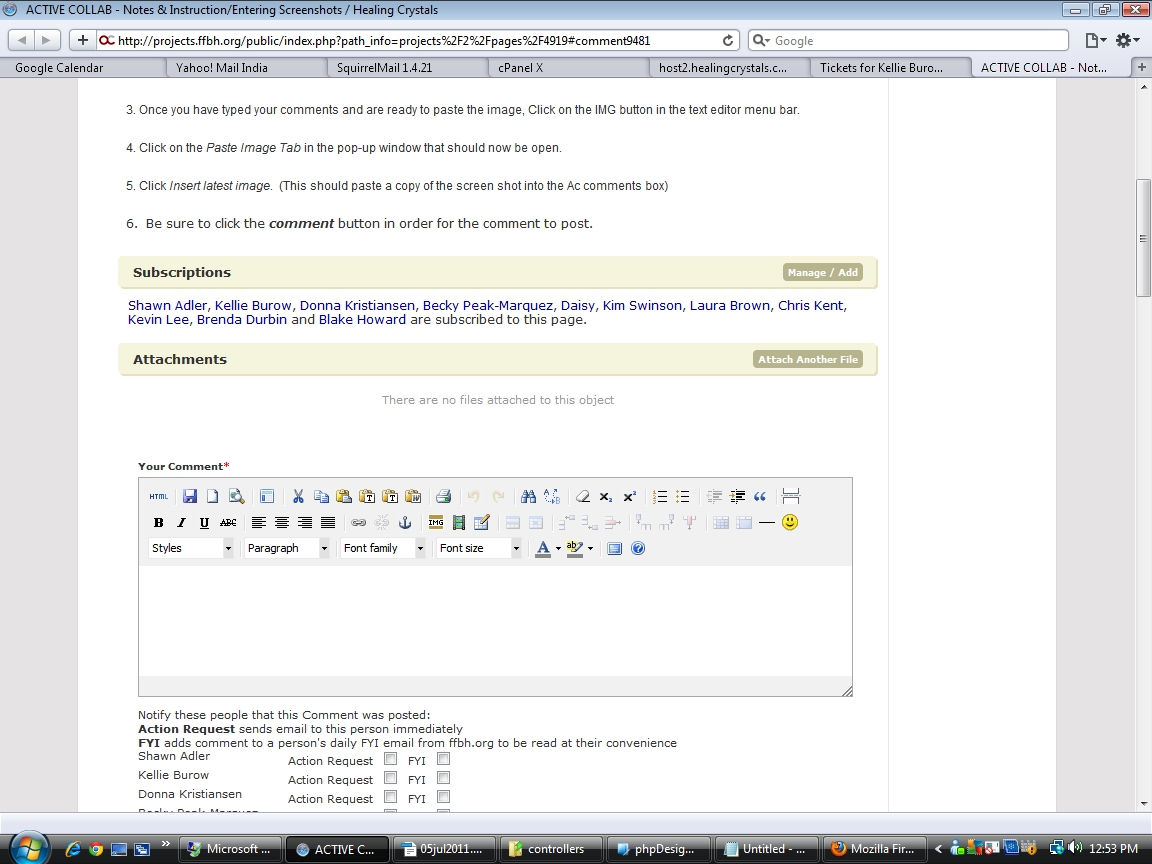 ACTIVE COLLAB - Notes & Instruction/Entering Screenshots / Healing Crystals
http://projects.ffbh.org/public/index.php?path_info=projects%2F2%2Fpages%2F4919#comment9481
Google
Google Calendar
Yahoo! Mail India
SquirrelMail 1.4.21
cPanel X
host2.healingcrystals.c...
Tickets for Kellie Buro...
ACTIVE COLLAB - Not...
3. Once you have typed your comments and are ready to paste the image, Click on the IMG button in the text editor menu bar.
4. Click on the Paste Image Tab in the pop-up window that should now be open.
5. Click Insert latest image. (This should paste a copy of the screen shot into the Ac comments box)
6. Be sure to click the comment button in order for the comment to post.
Subscriptions
Manage / Add
Shawn Adler, Kellie Burow, Donna Kristiansen, Becky Peak-Marquez, Daisy, Kim Swinson, Laura Brown, Chris Kent,
Kevin Lee, Brenda Durbin and Blake Howard are subscribed to this page.
Attachments
Attach Another File
There are no files attached to this object
Your Comment*
HTML
B I U ABC
IMG
Styles
Paragraph
Font family
Font size
A
ab
Notify these people that this Comment was posted:
Action Request sends email to this person immediately
FYI adds comment to a person's daily FYI email from ffbh.org to be read at their convenience
Shawn Adler
Action Request
FYI
Kellie Burow
Action Request
FYI
Donna Kristiansen
Action Request
FYI
Becky Peak-Marquez
Microsoft ...
ACTIVE C...
05jul2011....
controllers
phpDesig...
Untitled - ...
Mozilla Fir...
12:53 PM